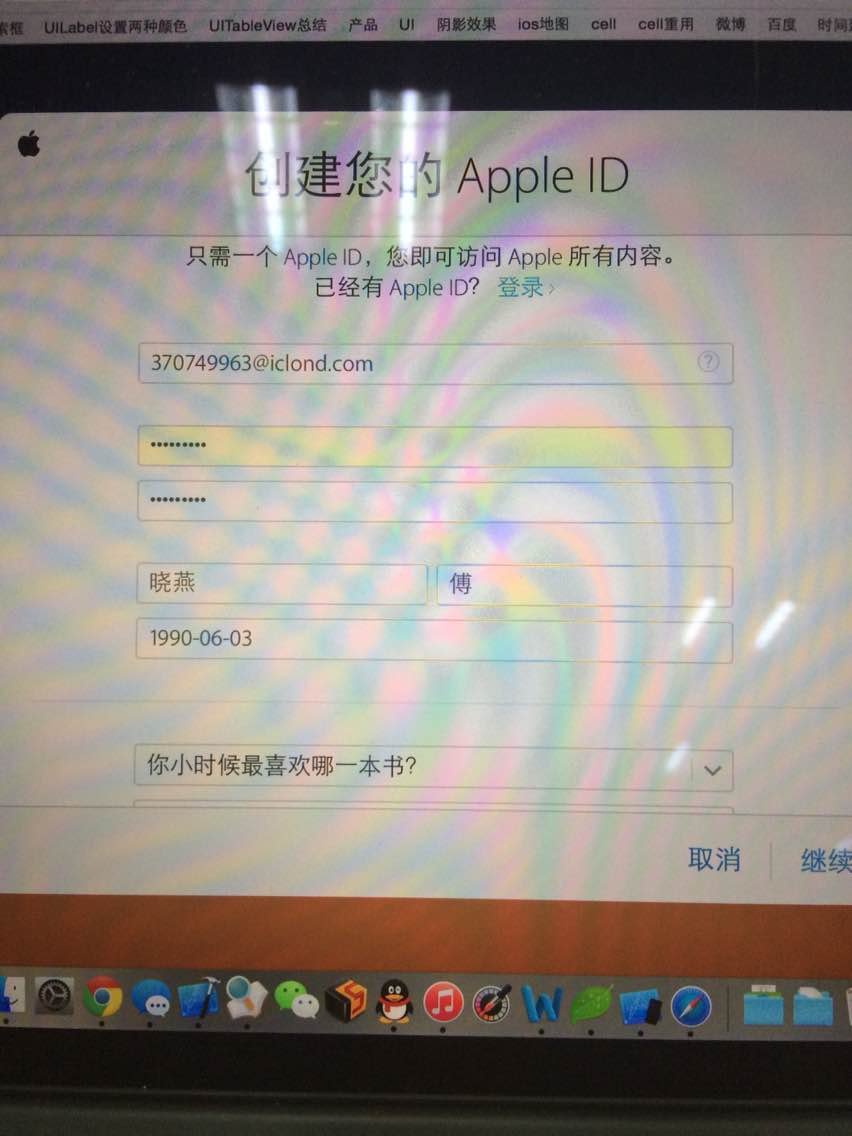 索框 UILabel设置两种颜色 UITableView总结 产品 UI 阴影效果 ios地图 cell cell重用 微博 百度 时间
创建您的 Apple ID
只需一个 Apple ID，您即可访问 Apple 所有内容。
已经有 Apple ID？ 登录 ›
370749963@iclond.com
晓燕 傅
1990-06-03
你小时候最喜欢哪一本书？
取消 继续